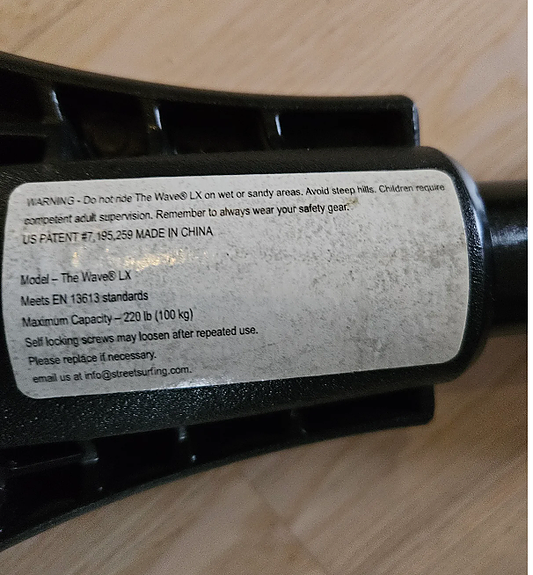 WARNING - Do not ride The Wave® LX on wet or sandy areas. Avoid steep hills. Children require
competent adult supervision. Remember to always wear your safety gear.
US PATENT #7,195,259 MADE IN CHINA
Model – The Wave® LX
Meets EN 13613 standards
Maximum Capacity – 220 lb (100 kg)
Self locking screws may loosen after repeated use.
Please replace if necessary.
email us at info@streetsurfing.com.